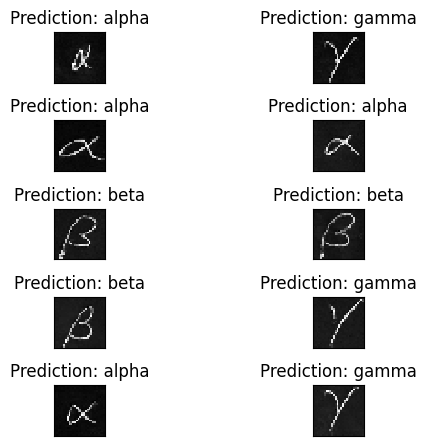 Prediction: alpha Prediction: gamma
α γ
Prediction: alpha Prediction: alpha
α α
Prediction: beta Prediction: beta
β β
Prediction: beta Prediction: gamma
β γ
Prediction: alpha Prediction: gamma
α γ